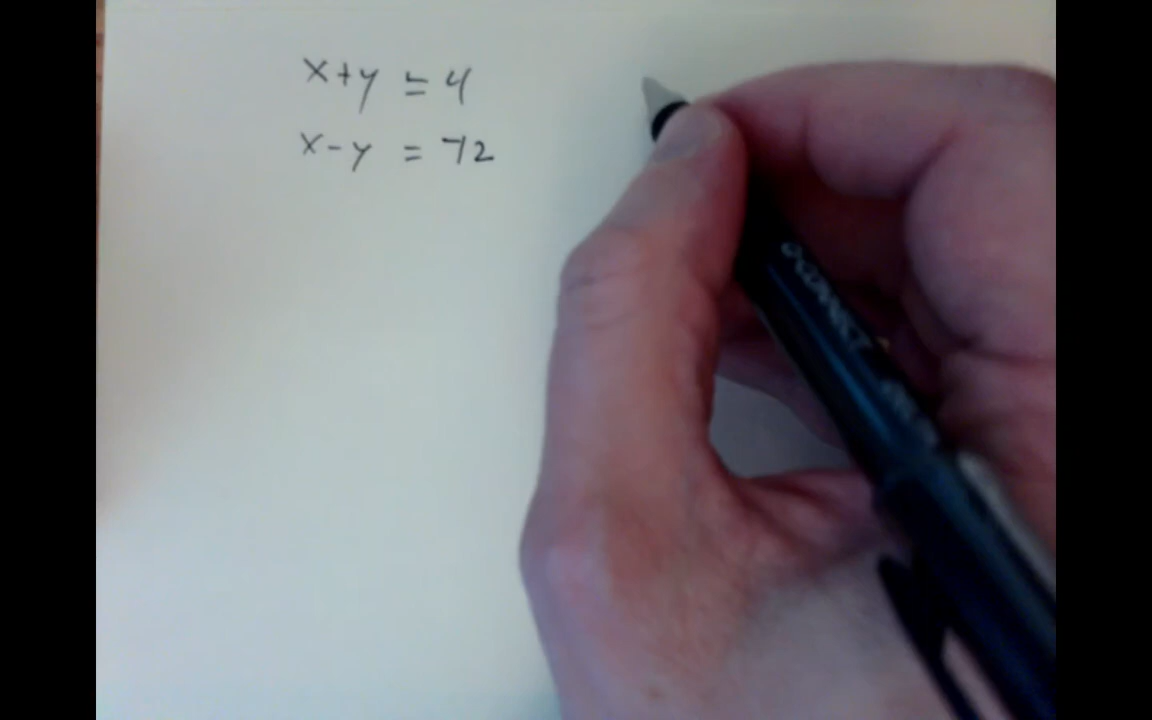 x+y = 4
x-y = 72